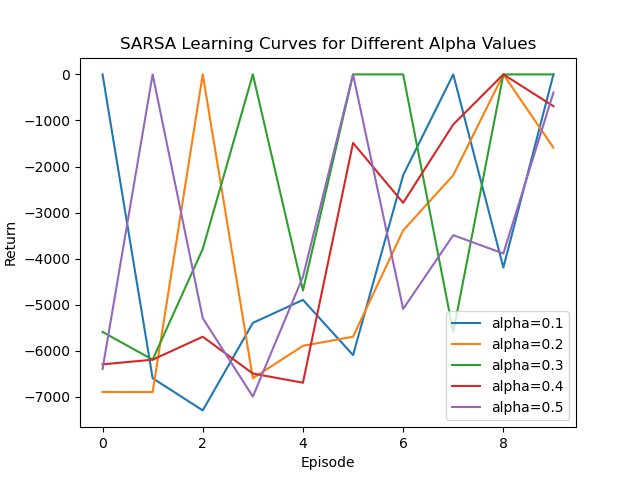 SARSA Learning Curves for Different Alpha Values
0
−1000
−2000
−3000
−4000
−5000
−6000
−7000
Return
0 2 4 6 8
Episode
alpha=0.1
alpha=0.2
alpha=0.3
alpha=0.4
alpha=0.5